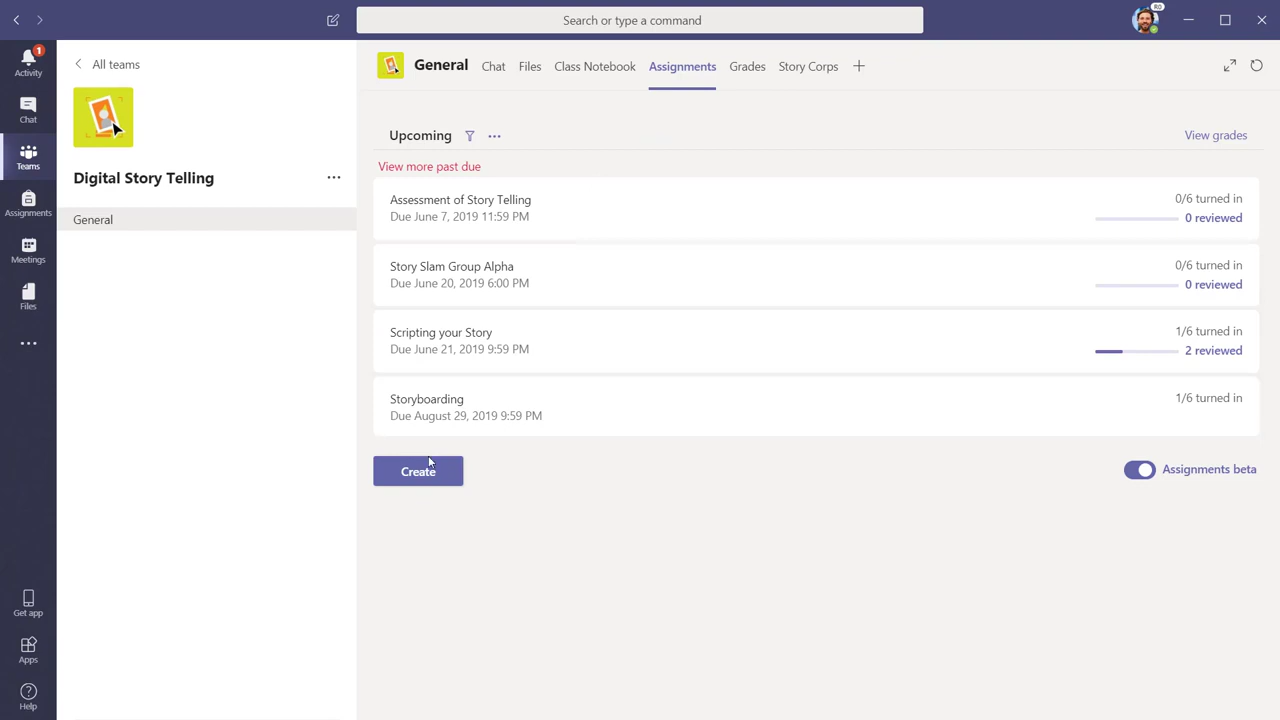 Search or type a command
RO
1
Activity
Chat
Teams
Assignments
Meetings
Files
Get app
Apps
Help
All teams
Digital Story Telling
General
General
Chat
Files
Class Notebook
Assignments
Grades
Story Corps
Upcoming
View grades
View more past due
Assessment of Story Telling
Due June 7, 2019 11:59 PM
0/6 turned in
0 reviewed
Story Slam Group Alpha
Due June 20, 2019 6:00 PM
0/6 turned in
0 reviewed
Scripting your Story
Due June 21, 2019 9:59 PM
1/6 turned in
2 reviewed
Storyboarding
Due August 29, 2019 9:59 PM
1/6 turned in
Create
Assignments beta